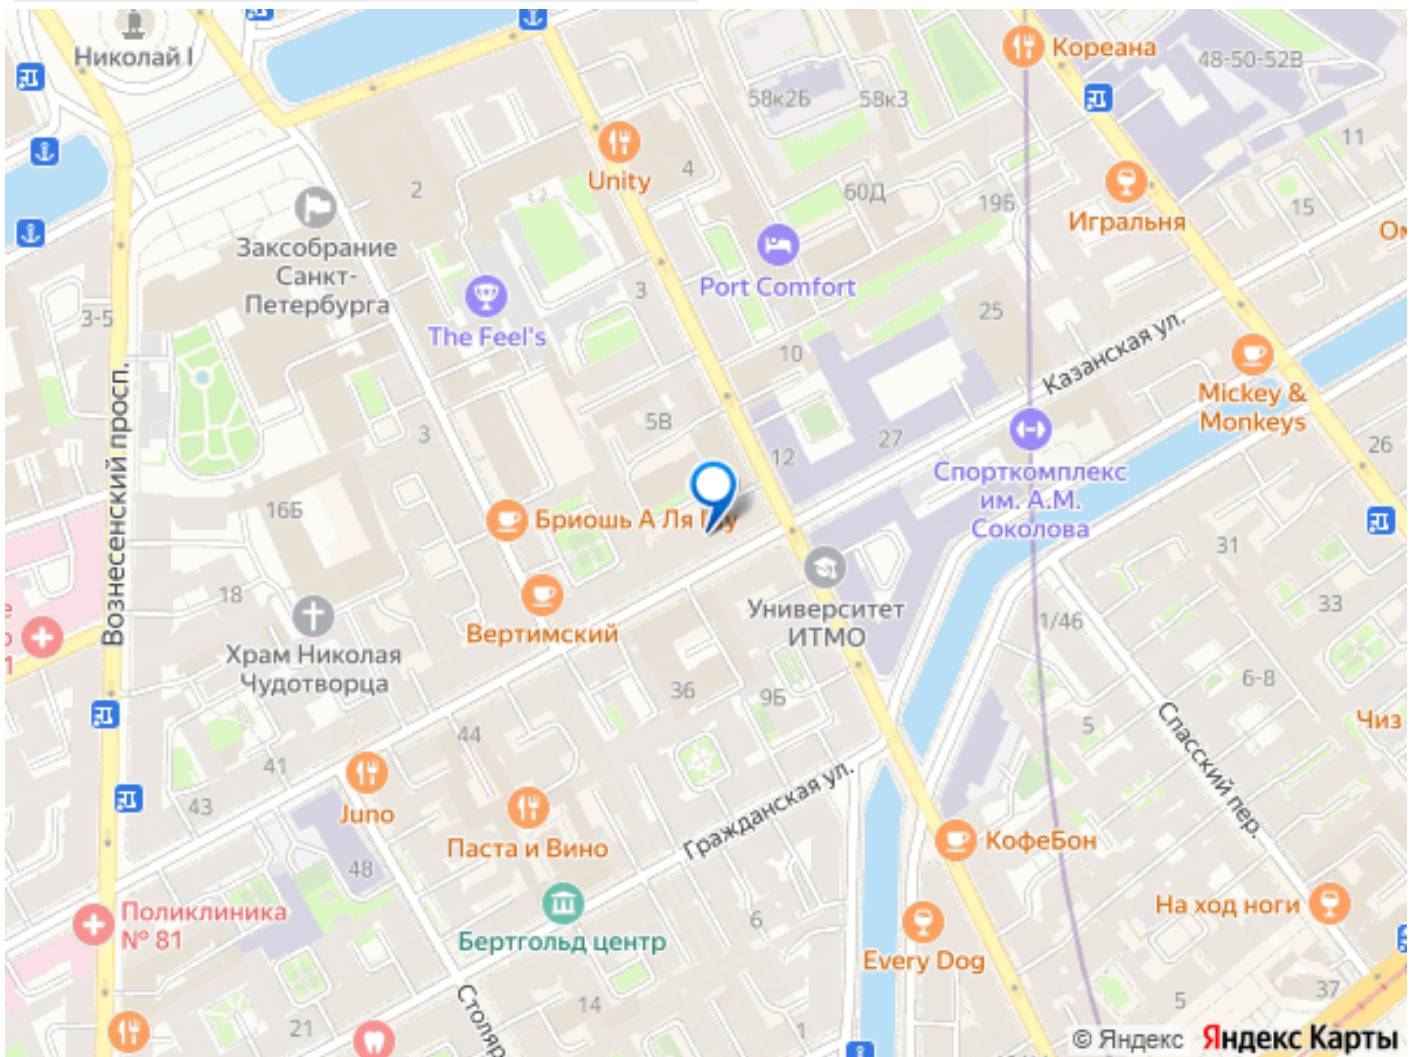 Николай I
Кореана
48-50-52В
58к2Б
58к3
11
Unity
4
2
60Д
19Б
15
Игральня
Заксобрание
Санкт-
Петербурга
Port Comfort
3
25
3-5
The Feel's
10
Казанская ул.
Mickey &
Monkeys
Вознесенский просп.
5В
3
27
12
26
Спорткомплекс
им. А.М.
Соколова
16Б
Бриошь А Ля
31
18
Университет
ИТМО
1/46
33
Вертимский
Храм Николая
Чудотворца
36
9Б
6-8
5
Чиз
Спасский пер.
44
41
43
Juno
Гражданская ул.
Паста и Вино
КофеБон
48
Поликлиника
№ 81
На ход ноги
6
Бертгольд центр
Every Dog
14
5
37
21
1
Столяр
© Яндекс Яндекс Карты